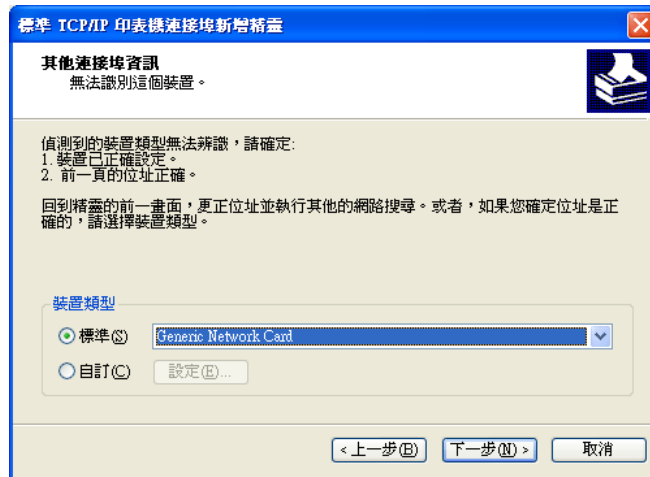 標準 TCP/IP 印表機連接埠新增精靈
其他連接埠資訊
無法識別這個裝置。
偵測到的裝置類型無法辨識，請確定:
1. 裝置已正確設定。
2. 前一頁的位址正確。
回到精靈的前一畫面，更正位址並執行其他的網路搜尋。或者，如果您確定位址是正
確的，請選擇裝置類型。
裝置類型
標準(S) Generic Network Card
自訂(C) 設定(E)...
<上一步(B) 下一步(N)> 取消